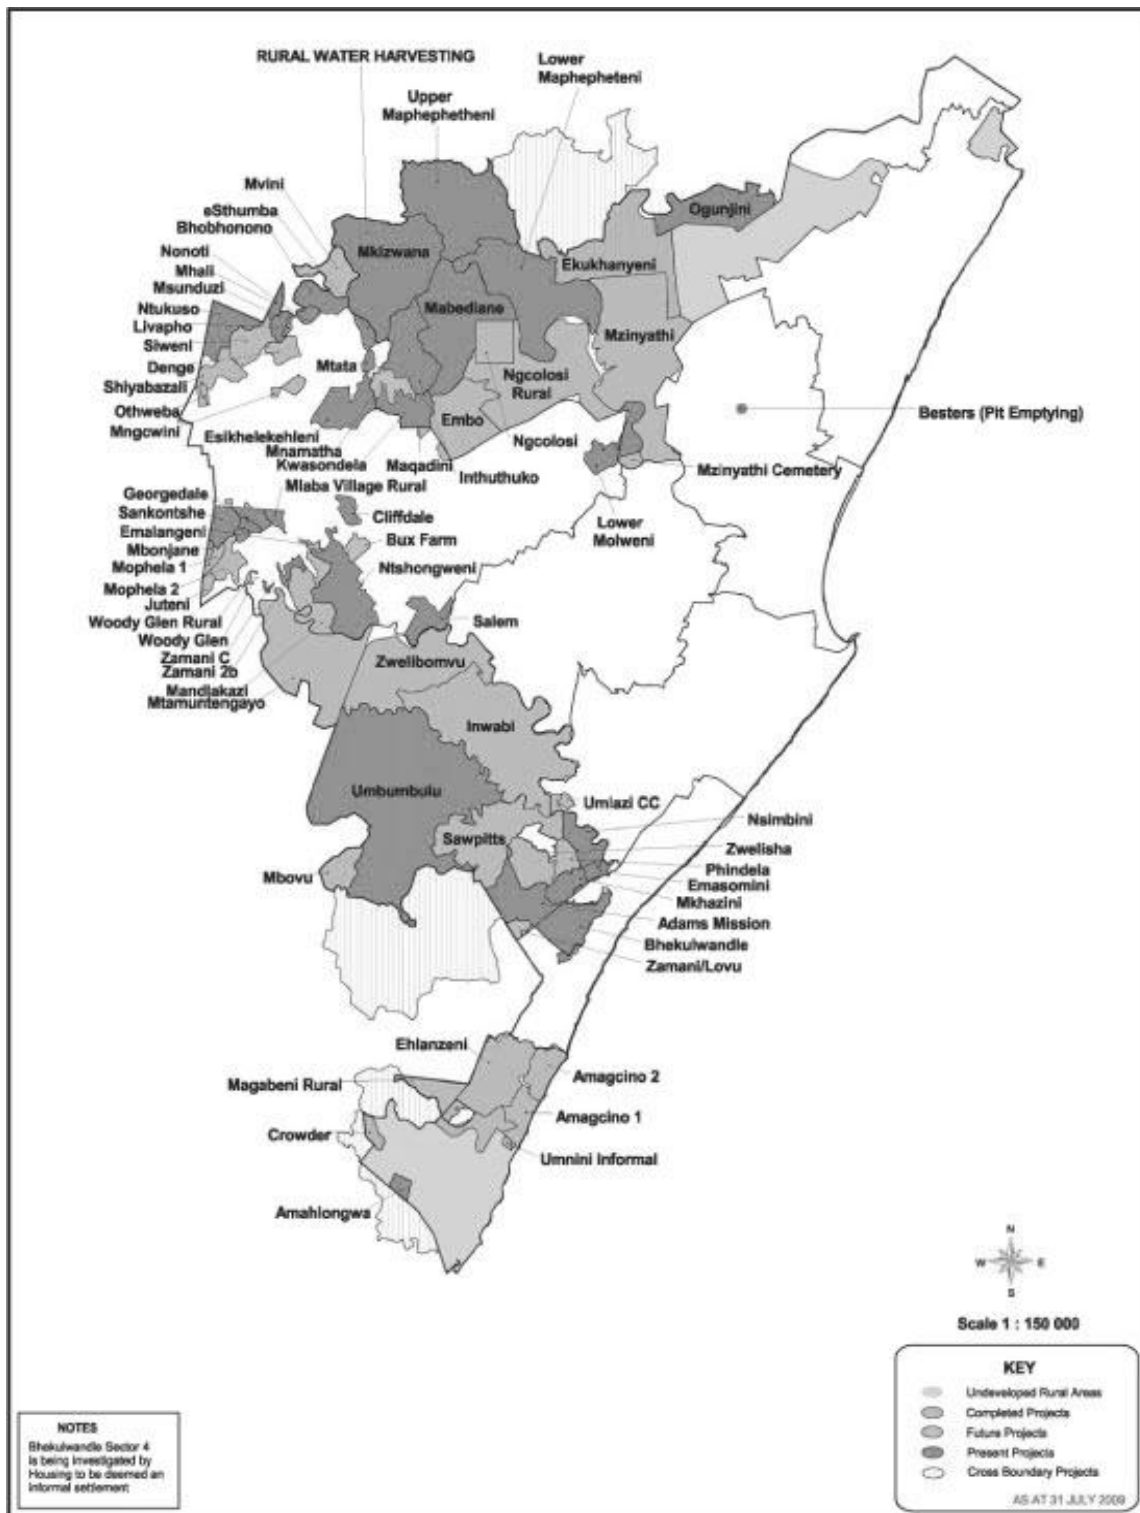 RURAL WATER HARVESTING
Lower
Maphepheteni
Upper
Maphephetheni
Mvini
eSthumba
Bhobhonono
Nonoti
Mhali
Msunduzi
Ntukuso
Livapho
Siweni
Denge
Shiyabazali
Othweba
Mngcwini
Mkizwana
Ogunjini
Ekukhanyeni
Mabedlane
Mzinyathi
Mtata
Ngcolosi
Rural
Embo
Esikhelekehleni
Mnamatha
Kwasondela
Maqadini
Inthuthuko
Ngcolosi
Besters (Pit Emptying)
Mzinyathi Cemetery
Lower
Molweni
Mlaba Village Rural
Georgedale
Sankontshe
Emalangeni
Mbonjane
Mophela 1
Mophela 2
Juteni
Woody Glen Rural
Woody Glen
Zamani C
Zamani 2b
Mandlakazi
Mtamuntengayo
Cliffdale
Bux Farm
Ntshongweni
Salem
Zwelibomvu
Inwabi
Umbumbulu
Umlazi CC
Nsimbini
Sawpitts
Zwelisha
Phindela
Emasomini
Mkhazini
Adams Mission
Bhekulwandle
Zamani/Lovu
Mbovu
Ehlanzeni
Magabeni Rural
Amagcino 2
Amagcino 1
Crowder
Umnini Informal
Amahlongwa
N
W E
S
Scale 1 : 150 000
KEY
Undeveloped Rural Areas
Completed Projects
Future Projects
Present Projects
Cross Boundary Projects
AS AT 31 JULY 2009
NOTES
Bhekulwandle Sector 4
is being investigated by
Housing to be deemed an
informal settlement